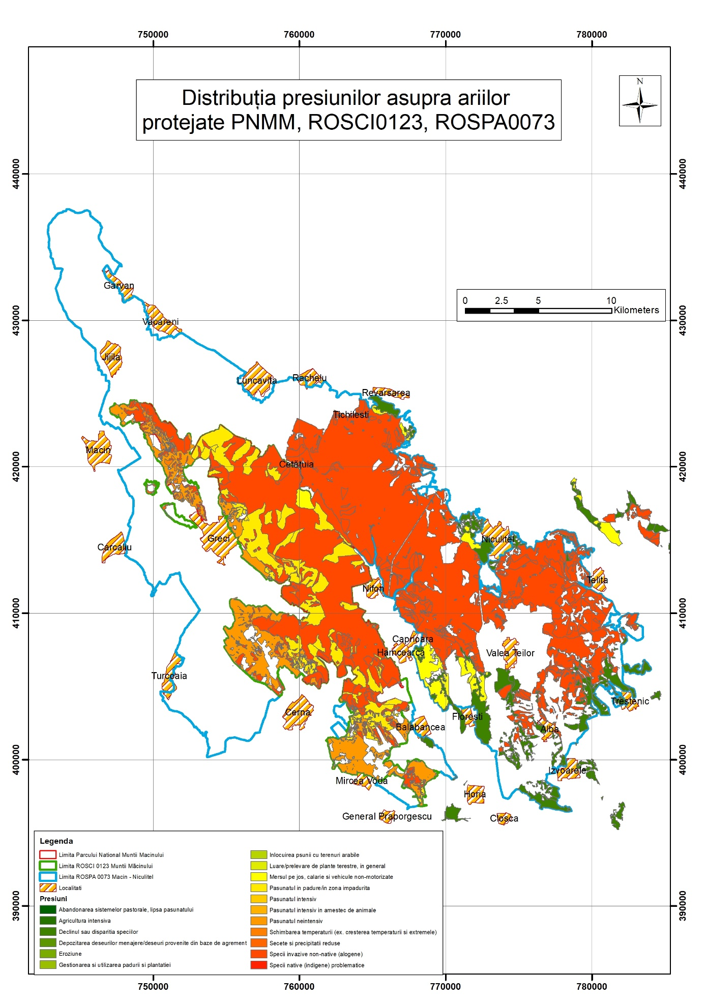 750000
760000
770000
780000
Distribuția presiunilor asupra ariilor
protejate PNMM, ROSCI0123, ROSPA0073
N
440000
440000
0 2.5 5 10
Kilometers
430000
430000
Garvan
Vacareni
Jijila
Luncavita
Rachelu
Revarsarea
Tichilesti
Macin
Cetățuia
420000
420000
Greci
Carcaliu
Niculitel
Telita
Nifon
410000
410000
Caprioara
Hamcearca
Valea Teilor
Turcoaia
Trestenic
Cerna
Floresti
Balabancea
Alba
400000
400000
Izvoarele
Mircea Voda
Horia
General Praporgescu
Closca
390000
390000
Legenda
Limita Parcului National Muntii Macinului
Limita ROSCI 0123 Muntii Măcinului
Limita ROSPA 0073 Macin - Niculitel
Localitati
Presiuni
Abandonarea sistemelor pastorale, lipsa pasunatului
Agricultura intensiva
Declinul sau disparitia speciilor
Depozitarea deseurilor menajere/deseuri provenite din baze de agrement
Eroziune
Gestionarea si utilizarea padurii si plantatiei
Inlocuirea psunii cu terenuri arabile
Luare/prelevare de plante terestre, in general
Mersul pe jos, calarie si vehicule non-motorizate
Pasunatul in padure/in zona impadurita
Pasunatul intensiv
Pasunatul intensiv in amestec de animale
Pasunatul neintensiv
Schimbarea temperaturii (ex. cresterea temperaturii si extremele)
Secete si precipitatii reduse
Specii invazive non-native (alogene)
Specii native (indigene) problematice
750000
760000
770000
780000